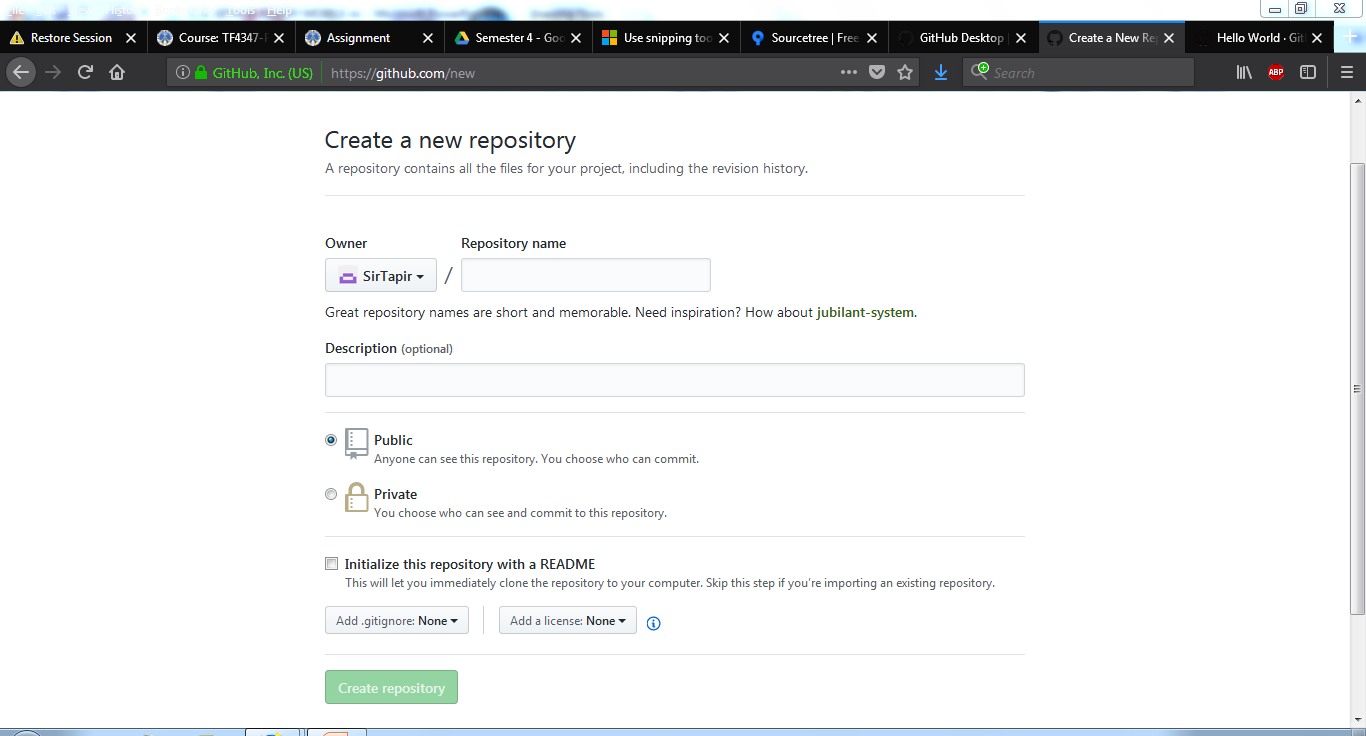 Restore Session
Course: TF4347-
Assignment
Semester 4 - Goo
Use snipping too
Sourcetree | Free
GitHub Desktop |
Create a New Rep
Hello World · Git
GitHub, Inc. (US)
https://github.com/new
Search
ABP
Create a new repository
A repository contains all the files for your project, including the revision history.
Owner
Repository name
SirTapir
/
Great repository names are short and memorable. Need inspiration? How about jubilant-system.
Description (optional)
Public
Anyone can see this repository. You choose who can commit.
Private
You choose who can see and commit to this repository.
Initialize this repository with a README
This will let you immediately clone the repository to your computer. Skip this step if you're importing an existing repository.
Add .gitignore: None
Add a license: None
Create repository